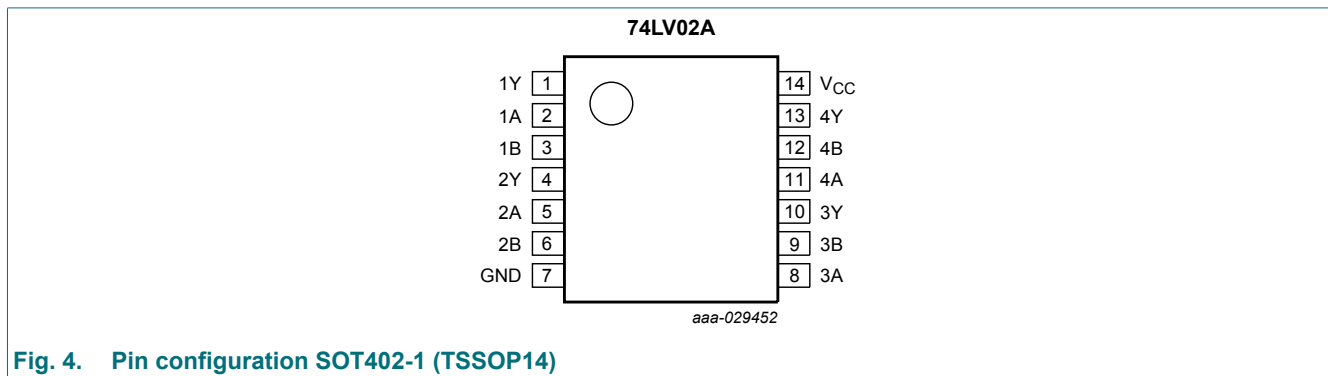 74LV02A
1Y 1 14 VCC
1A 2 13 4Y
1B 3 12 4B
2Y 4 11 4A
2A 5 10 3Y
2B 6 9 3B
GND 7 8 3A
aaa-029452
Fig. 4. Pin configuration SOT402-1 (TSSOP14)